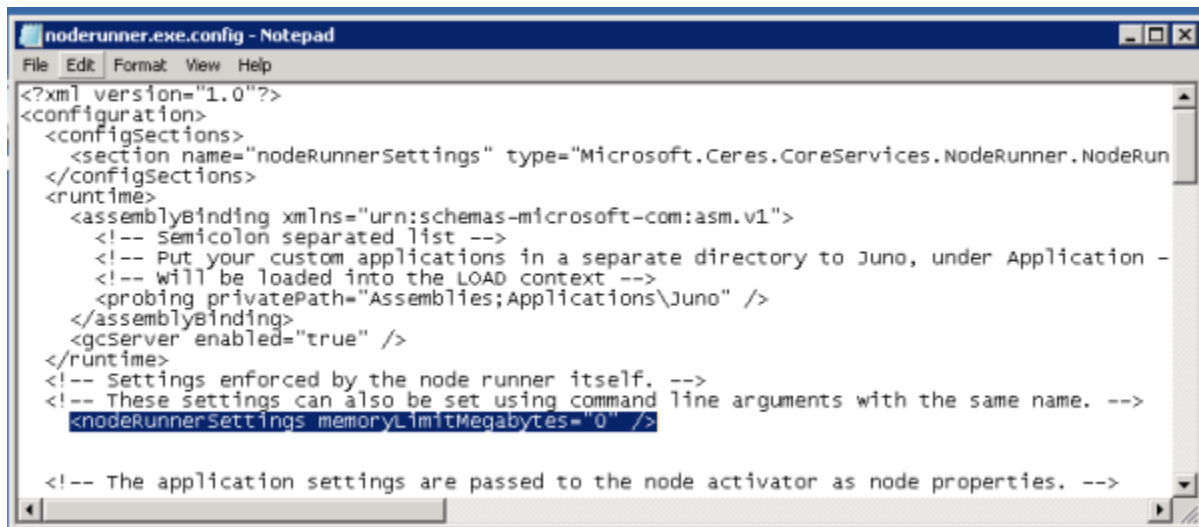 noderunner.exe.config - Notepad
File Edit Format View Help
<?xml version="1.0"?>
<configuration>
<configSections>
<section name="nodeRunnerSettings" type="Microsoft.Ceres.CoreServices.NodeRunner.NodeRun
</configSections>
<runtime>
<assemblyBinding xmlns="urn:schemas-microsoft-com:asm.v1">
<!-- Semicolon separated list -->
<!-- Put your custom applications in a separate directory to Juno, under Application -
<!-- Will be loaded into the LOAD context -->
<probing privatePath="Assemblies;Applications\Juno" />
</assemblyBinding>
<gcServer enabled="true" />
</runtime>
<!-- Settings enforced by the node runner itself. -->
<!-- These settings can also be set using command line arguments with the same name. -->
<nodeRunnerSettings memoryLimitMegabytes="0" />
<!-- The application settings are passed to the node activator as node properties. -->